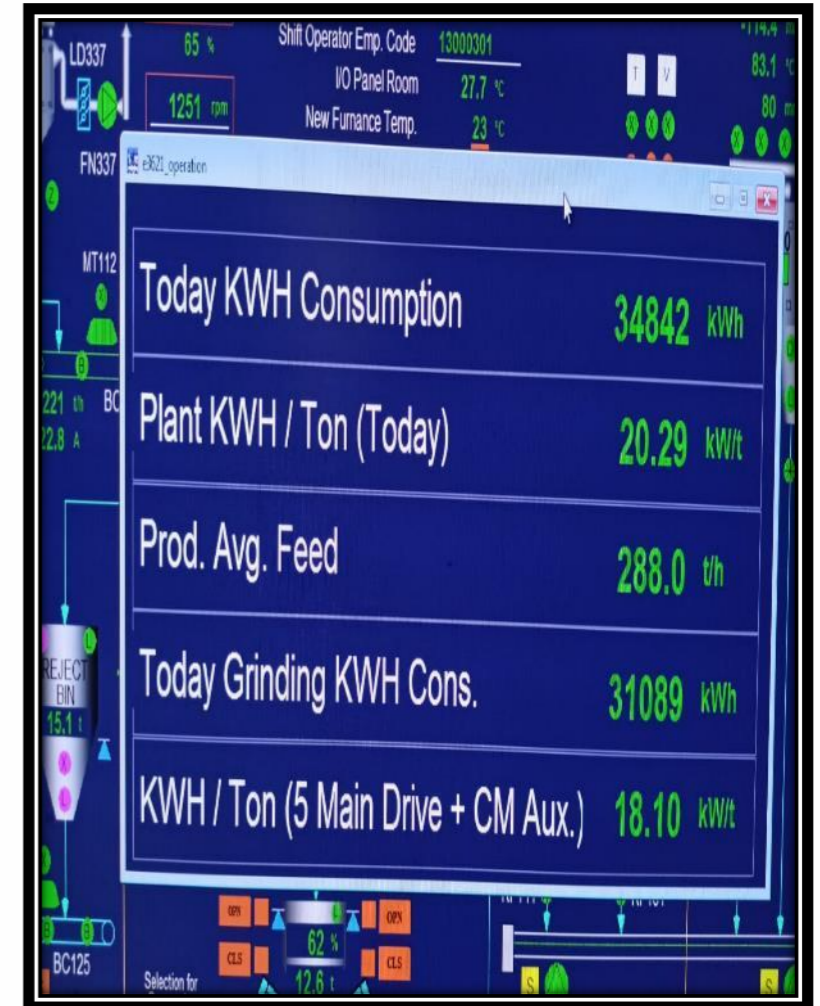 LD337
65 %
Shift Operator Emp. Code 13000301
-114.4 m
I/O Panel Room 27.7 °C
T V
83.1 °C
1251 rpm
New Furnance Temp. 23 °C
80 m
X X X
FN337
e3621_operation
Z
MT112
X
Today KWH Consumption 34842 kWh
B
221 t/h BC
22.8 A
Plant KWH / Ton (Today) 20.29 kW/t
Prod. Avg. Feed 288.0 t/h
L
REJECT
BIN
15.1 t
Today Grinding KWH Cons. 31089 kWh
X
L
KWH / Ton (5 Main Drive + CM Aux.) 18.10 kW/t
OPN
L
OPN
B B
62 %
CLS
CLS
BC125
Selection for
12.6 t
S
S